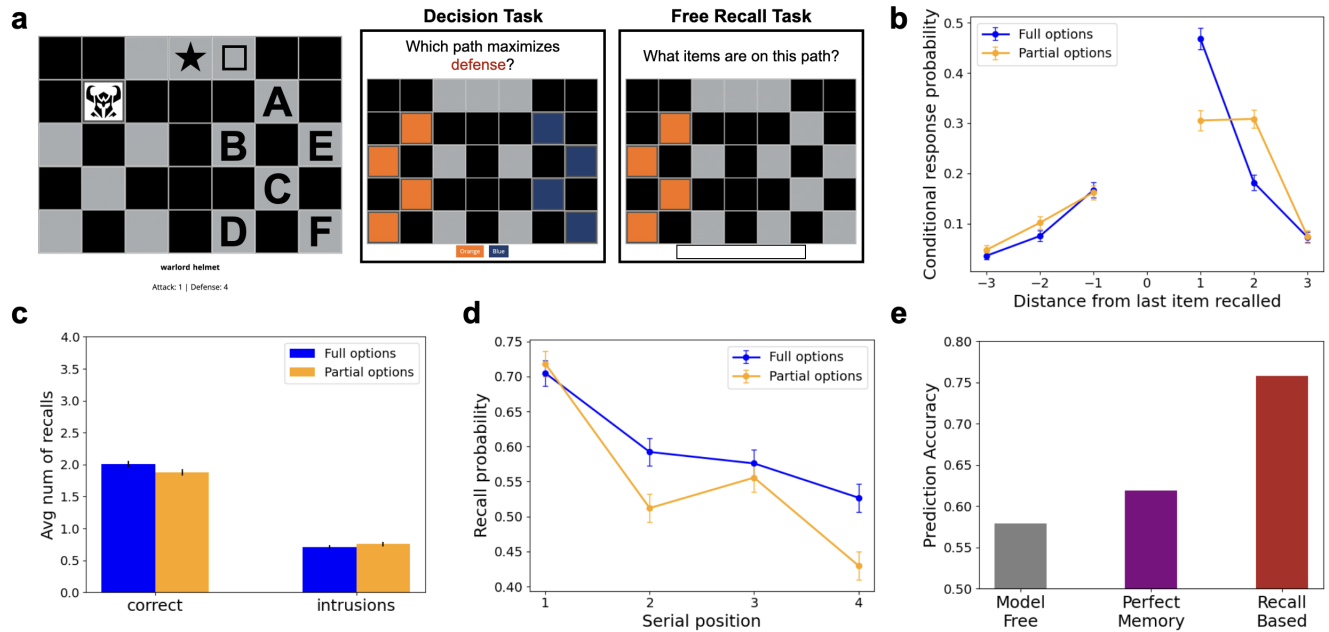 a
A
B
E
C
D
F
warlord helmet
Attack: 1 | Defense: 4
Decision Task
Which path maximizes
defense?
Orange
Blue
Free Recall Task
What items are on this path?
b
Conditional response probability
0.5
0.4
0.3
0.2
0.1
Full options
Partial options
−3
−2
−1
0
1
2
3
Distance from last item recalled
c
Avg num of recalls
4.0
3.5
3.0
2.5
2.0
1.5
1.0
0.5
0.0
Full options
Partial options
correct
intrusions
d
Recall probability
0.75
0.70
0.65
0.60
0.55
0.50
0.45
0.40
Full options
Partial options
1
2
3
4
Serial position
e
Prediction Accuracy
0.80
0.75
0.70
0.65
0.60
0.55
0.50
Model
Free
Perfect
Memory
Recall
Based